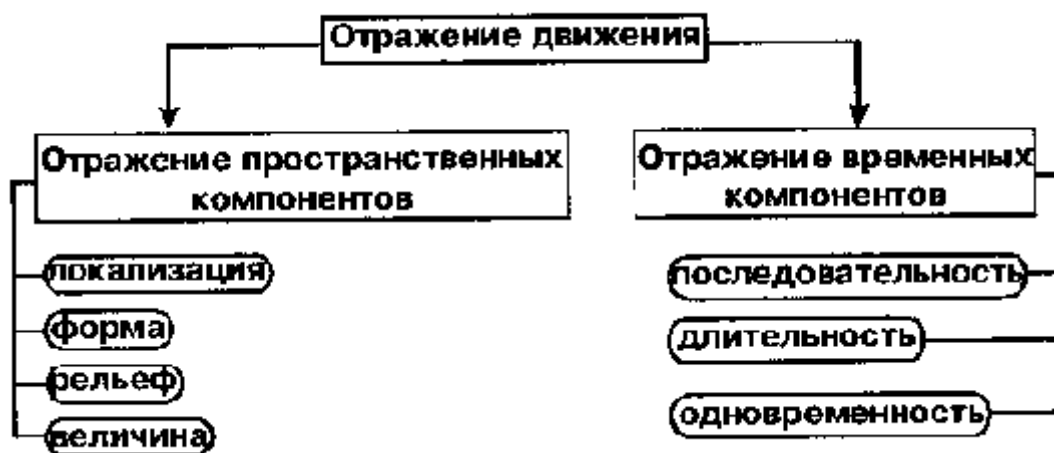 Отражение движения
Отражение пространственных
компонентов
локализация
форма
рельеф
величина
Отражение временных
компонентов
последовательность
длительность
одновременность